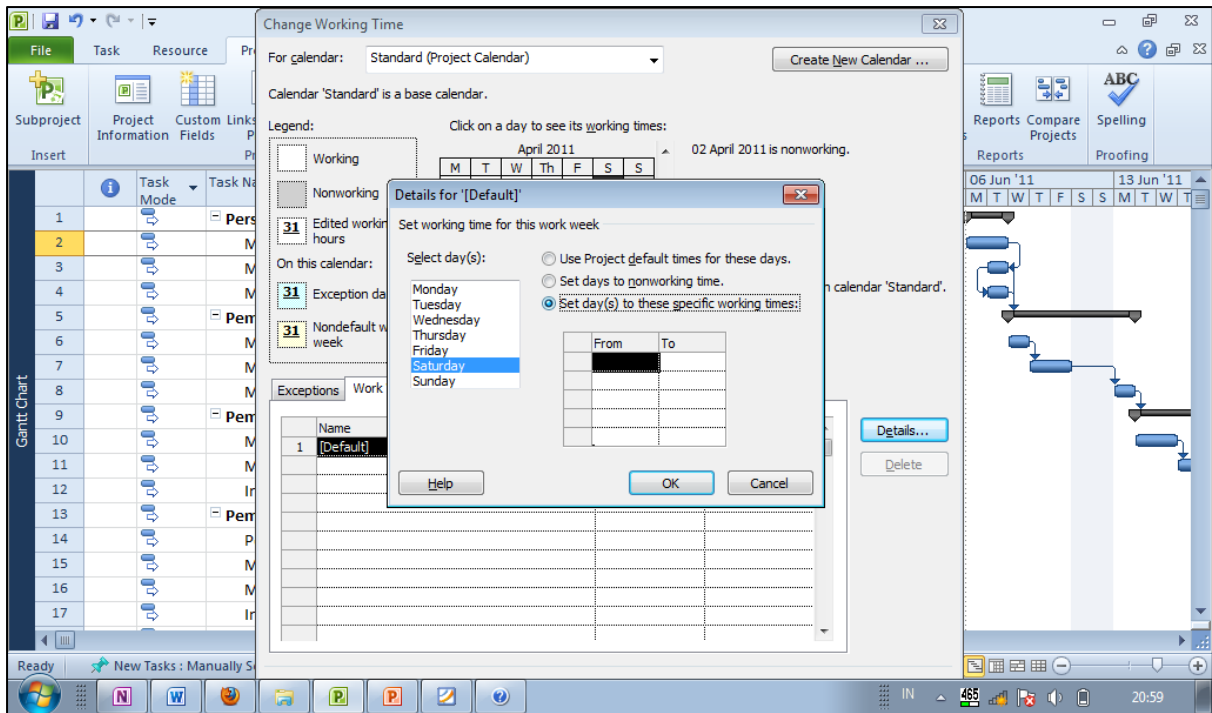 Change Working Time
File Task Resource Pr
For calendar: Standard (Project Calendar) Create New Calendar ...
Calendar 'Standard' is a base calendar.
Subproject
Project Information
Custom Fields
Links
P
Insert
Pr
Reports
Compare Projects
ABC
Spelling
Reports
Proofing
Legend:
Working
Nonworking
31 Edited workin
hours
On this calendar:
31 Exception da
31 Nondefault w
week
Click on a day to see its working times:
April 2011
M T W Th F S S
02 April 2011 is nonworking.
n calendar 'Standard'.
Details for '[Default]'
Set working time for this work week
Select day(s):
Monday
Tuesday
Wednesday
Thursday
Friday
Saturday
Sunday
Use Project default times for these days.
Set days to nonworking time.
Set day(s) to these specific working times:
From To
Help OK Cancel
Exceptions Work
Name
1 [Default]
Details...
Delete
Task Mode
Task Na
1 Pers
2 M
3 M
4 M
5 Pem
6 M
7 M
8 M
9 Pem
10 M
11 M
12 In
13 Pem
14 P
15 M
16 M
17 In
Gantt Chart
06 Jun '11 13 Jun '11
M T W T F S S M T W T
Ready New Tasks : Manually S
IN 465 20:59